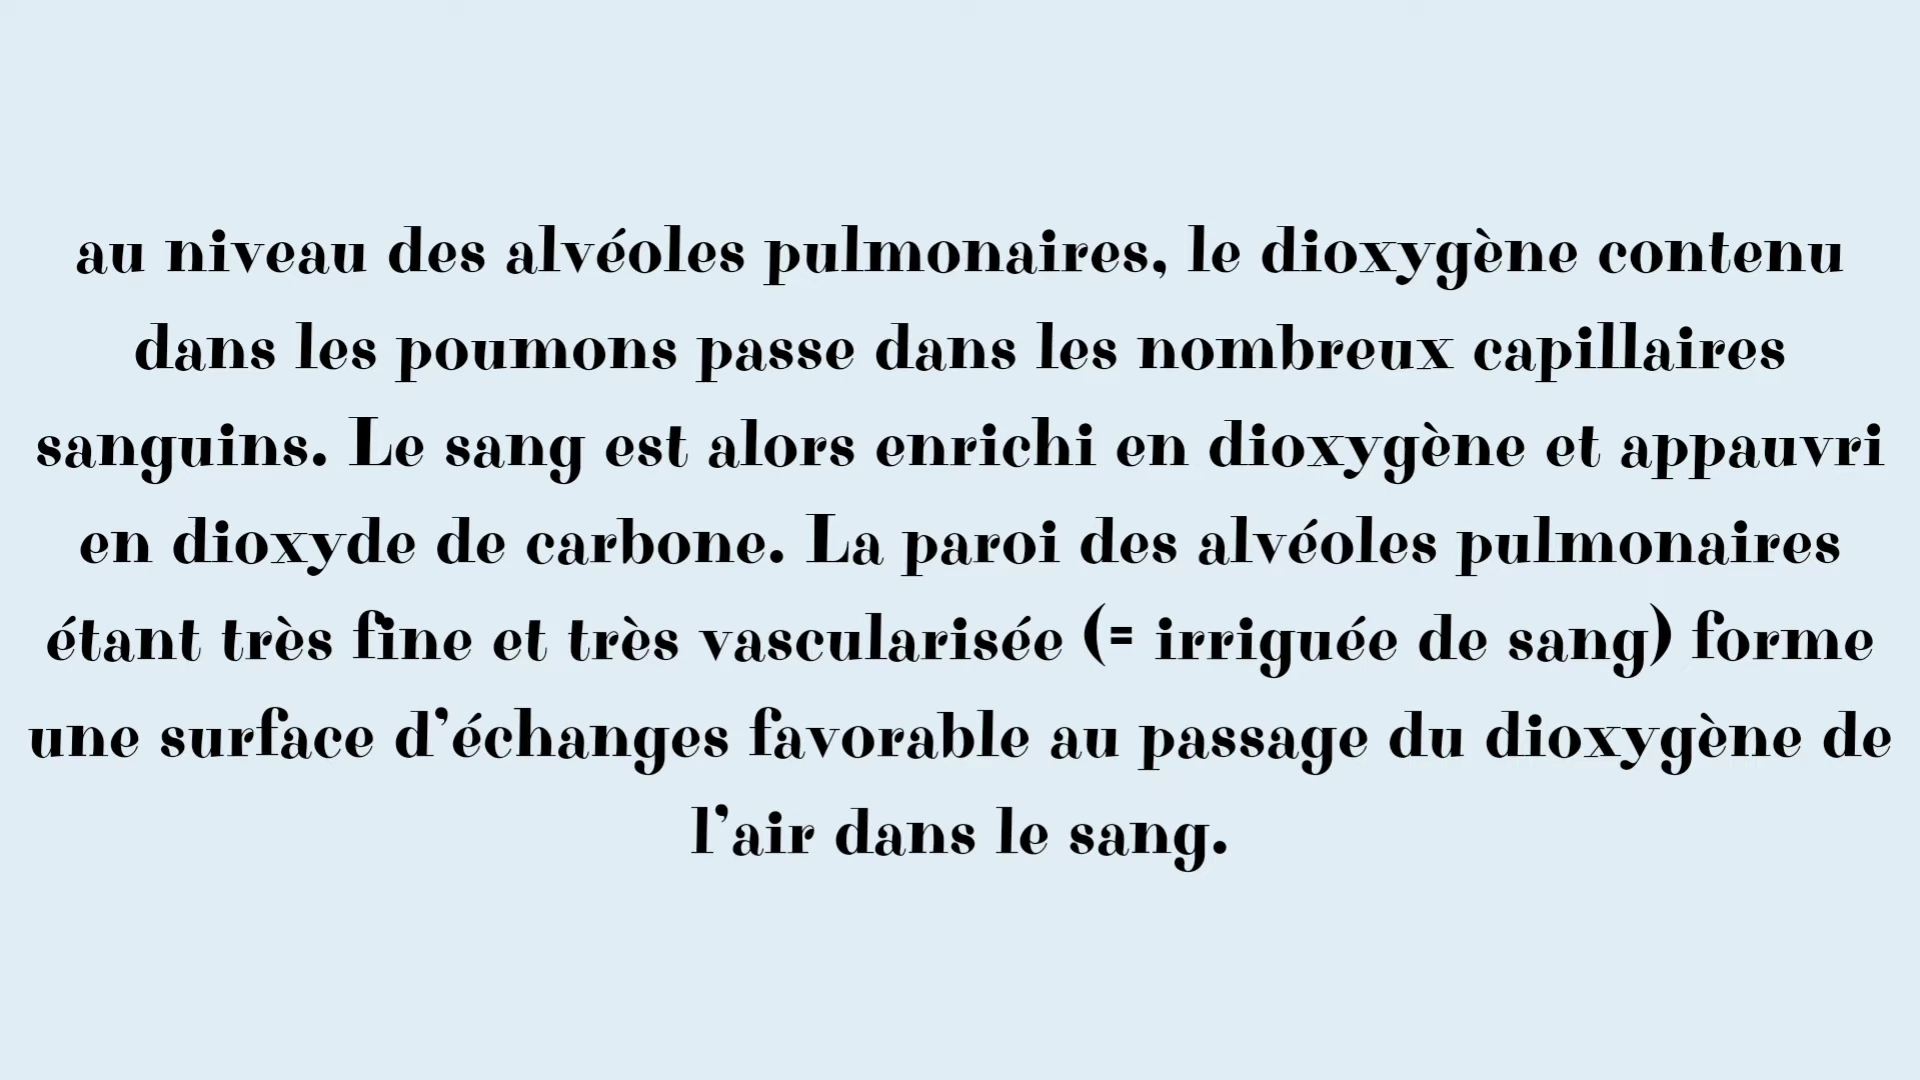 au niveau des alvéoles pulmonaires, le dioxygène contenu
dans les poumons passe dans les nombreux capillaires
sanguins. Le sang est alors enrichi en dioxygène et appauvri
en dioxyde de carbone. La paroi des alvéoles pulmonaires
étant très fine et très vascularisée (= irriguée de sang) forme
une surface d’échanges favorable au passage du dioxygène de
l’air dans le sang.